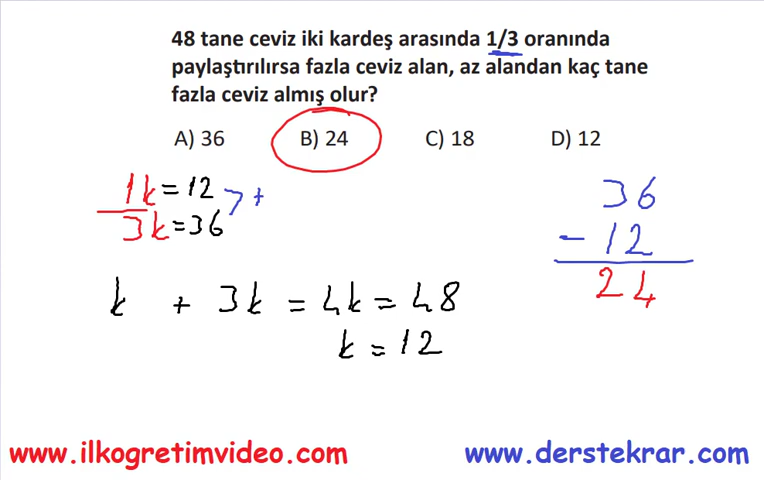 48 tane ceviz iki kardeş arasında 1/3 oranında
paylaştırılırsa fazla ceviz alan, az alandan kaç tane
fazla ceviz almış olur?
A) 36 B) 24 C) 18 D) 12
1k = 12
3k = 36
+
36
- 12
24
k + 3k = 4k = 48
k = 12
www.ilkogretimvideo.com www.derstekrar.com